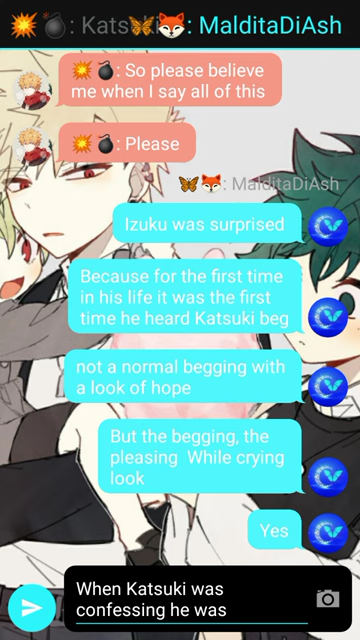 💥💣: Kats🦋🦊: MalditaDiAsh
💥💣: So please believe
me when I say all of this
💥💣: Please
🦋🦊: MalditaDiAsh
Izuku was surprised
Because for the first time
in his life it was the first
time he heard Katsuki beg
not a normal begging with
a look of hope
But the begging, the
pleasing While crying
look
Yes
When Katsuki was
confessing he was